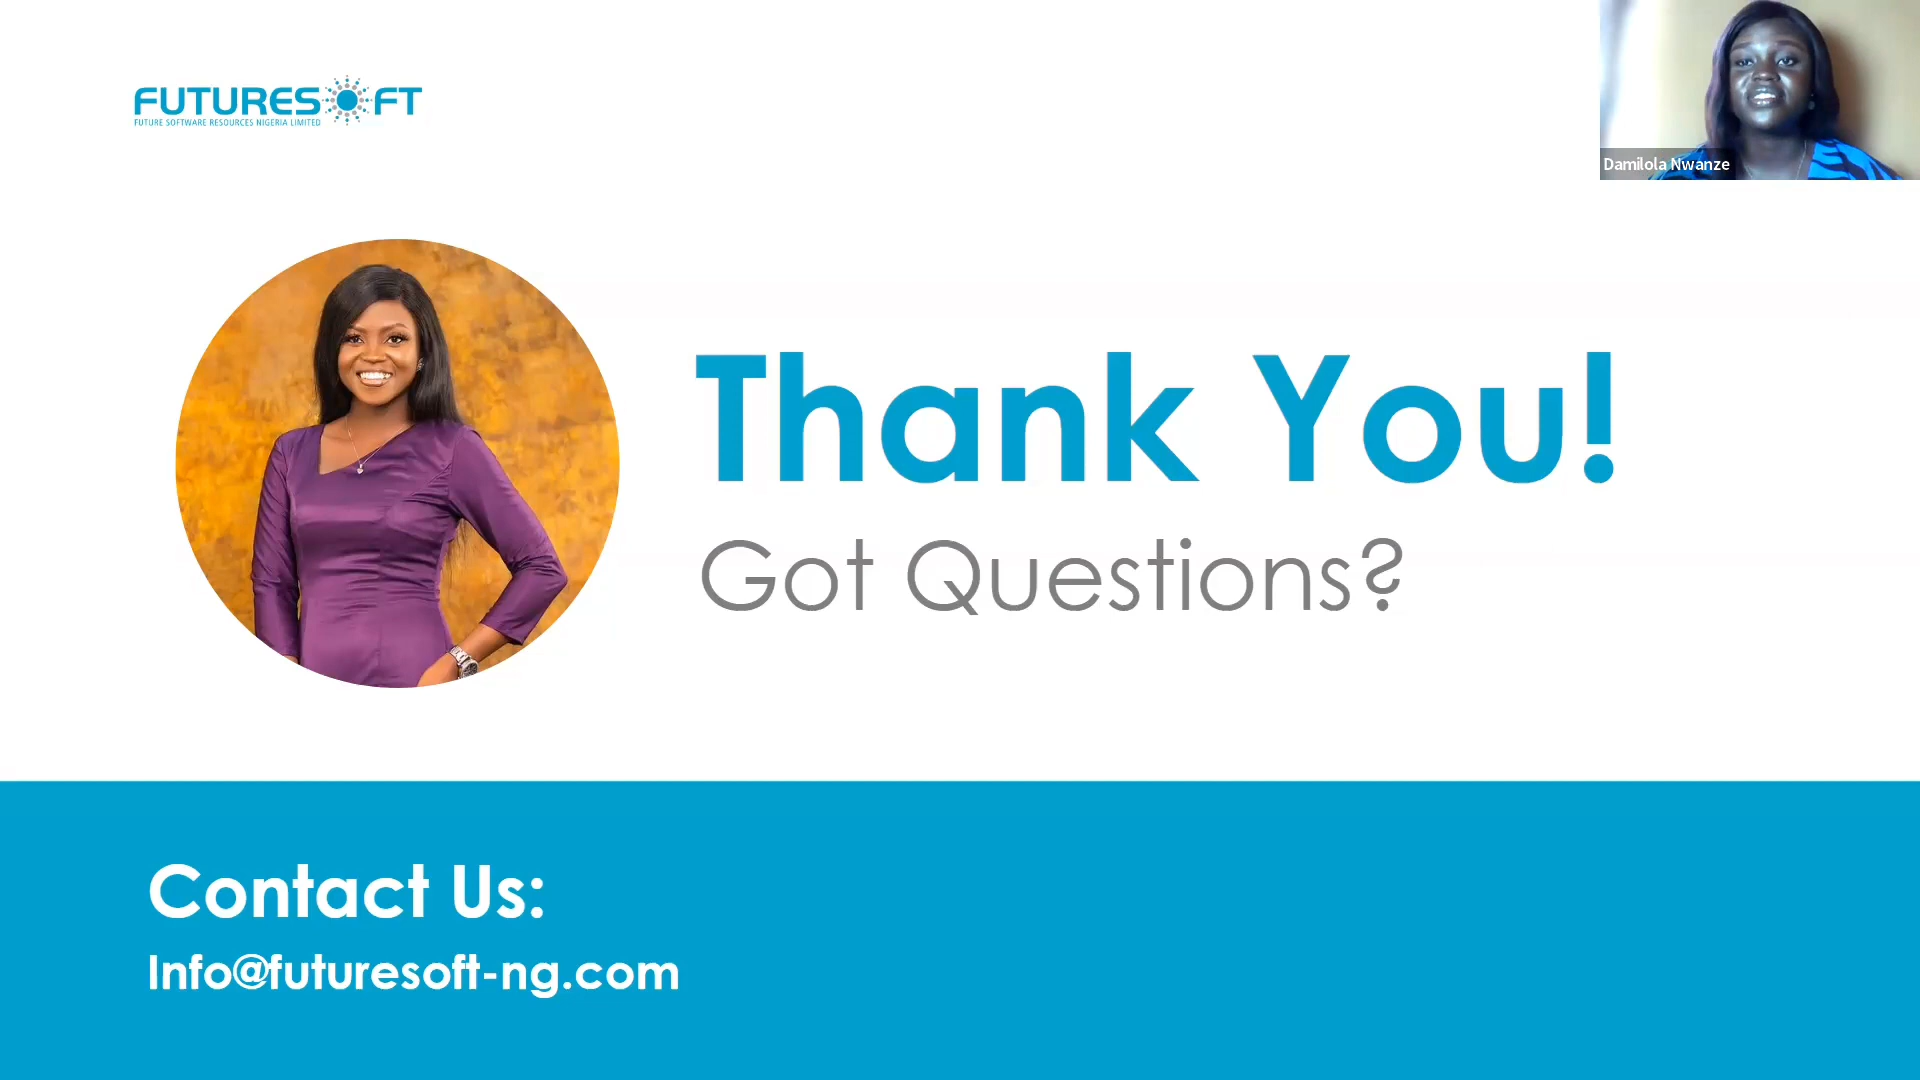 FUTURESOFT
FUTURE SOFTWARE RESOURCES NIGERIA LIMITED
Damilola Nwanze
Thank You!
Got Questions?
Contact Us:
Info@futuresoft-ng.com